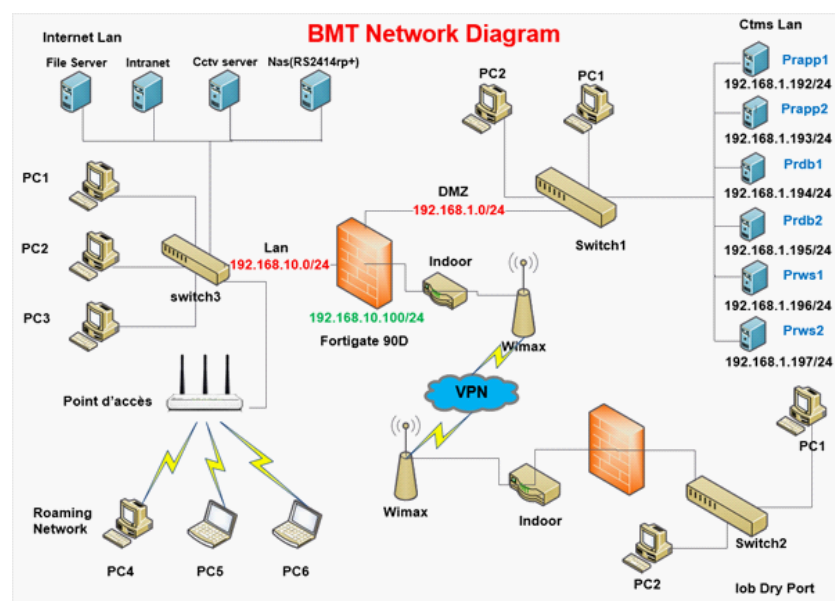 BMT Network Diagram
Internet Lan
File Server
Intranet
Cctv server
Nas(RS2414rp+)
PC1
PC2
PC3
switch3
Lan
192.168.10.0/24
Point d'accès
Roaming
Network
PC4
PC5
PC6
DMZ
192.168.1.0/24
192.168.10.100/24
Fortigate 90D
Indoor
Wimax
VPN
Wimax
Indoor
PC2
PC1
Switch1
Ctms Lan
Prapp1
192.168.1.192/24
Prapp2
192.168.1.193/24
Prdb1
192.168.1.194/24
Prdb2
192.168.1.195/24
Prws1
192.168.1.196/24
Prws2
192.168.1.197/24
PC1
Switch2
PC2
Iob Dry Port